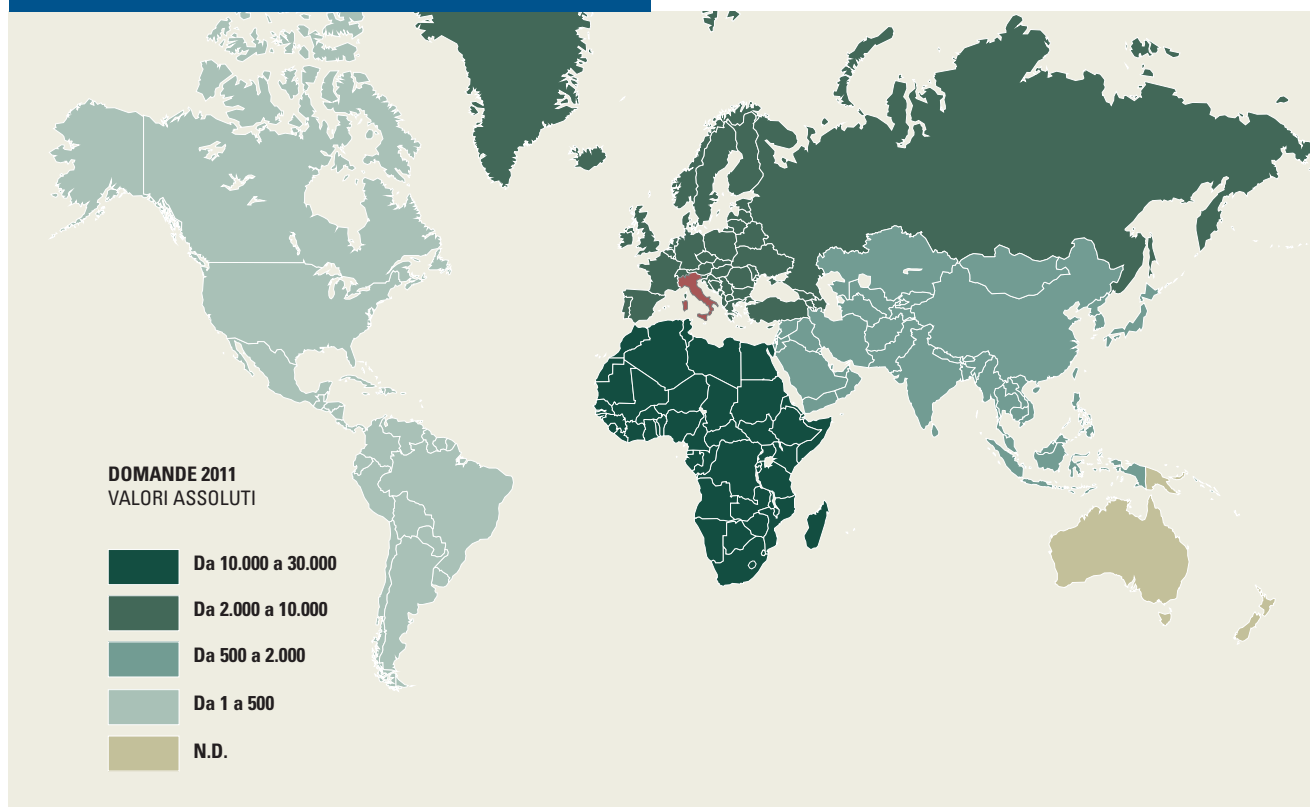 DOMANDE 2011
VALORI ASSOLUTI
Da 10.000 a 30.000
Da 2.000 a 10.000
Da 500 a 2.000
Da 1 a 500
N.D.